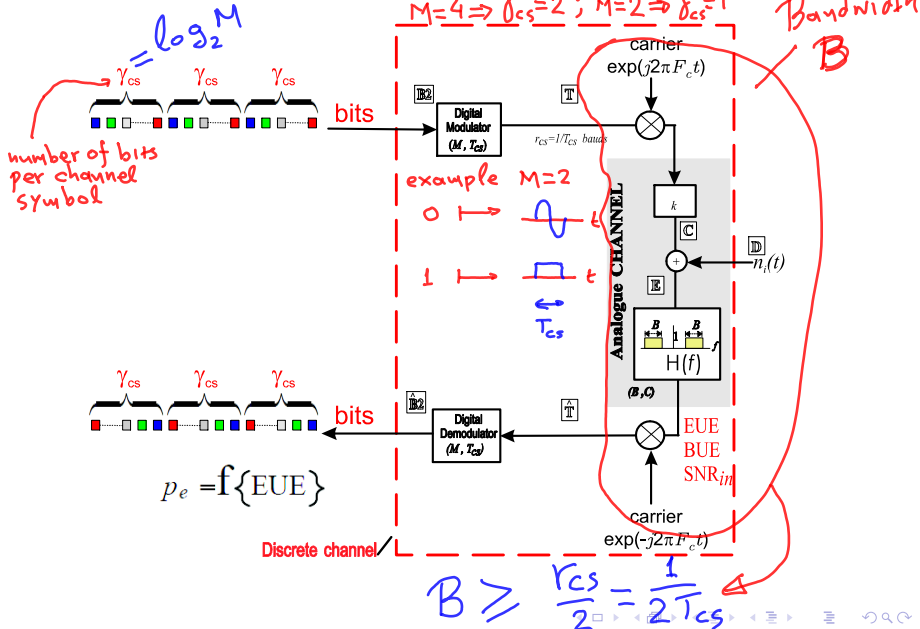 M=4 ⇒ γcs=2 ; M=2 ⇒ γcs=1
Bandwidth
B
= log₂M
γcs γcs γcs
bits
number of bits
per channel
symbol
B2
Digital
Modulator
(M, Tcs)
T
rcs=1/Tcs bauds
carrier
exp(j2πFct)
example M=2
0 ↦ t
1 ↦ t
Tcs
Analogue CHANNEL
k
C
D
+
ni(t)
E
B B
1
f
H(f)
(B,C)
γcs γcs γcs
bits
B̂2
Digital
Demodulator
(M, Tcs)
T̂
EUE
BUE
SNRin
pe =f{EUE}
carrier
exp(-j2πFct)
Discrete channel
B ≥ rcs/2 = 1/2Tcs